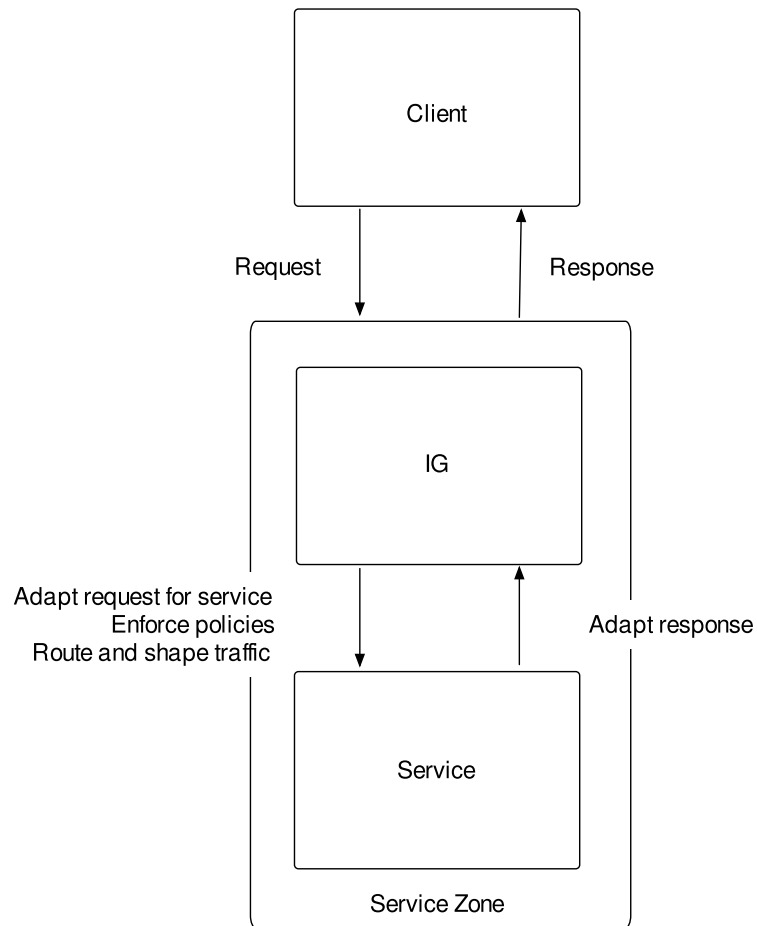 Client
Request
Response
IG
Adapt request for service
Enforce policies
Route and shape traffic
Adapt response
Service
Service Zone